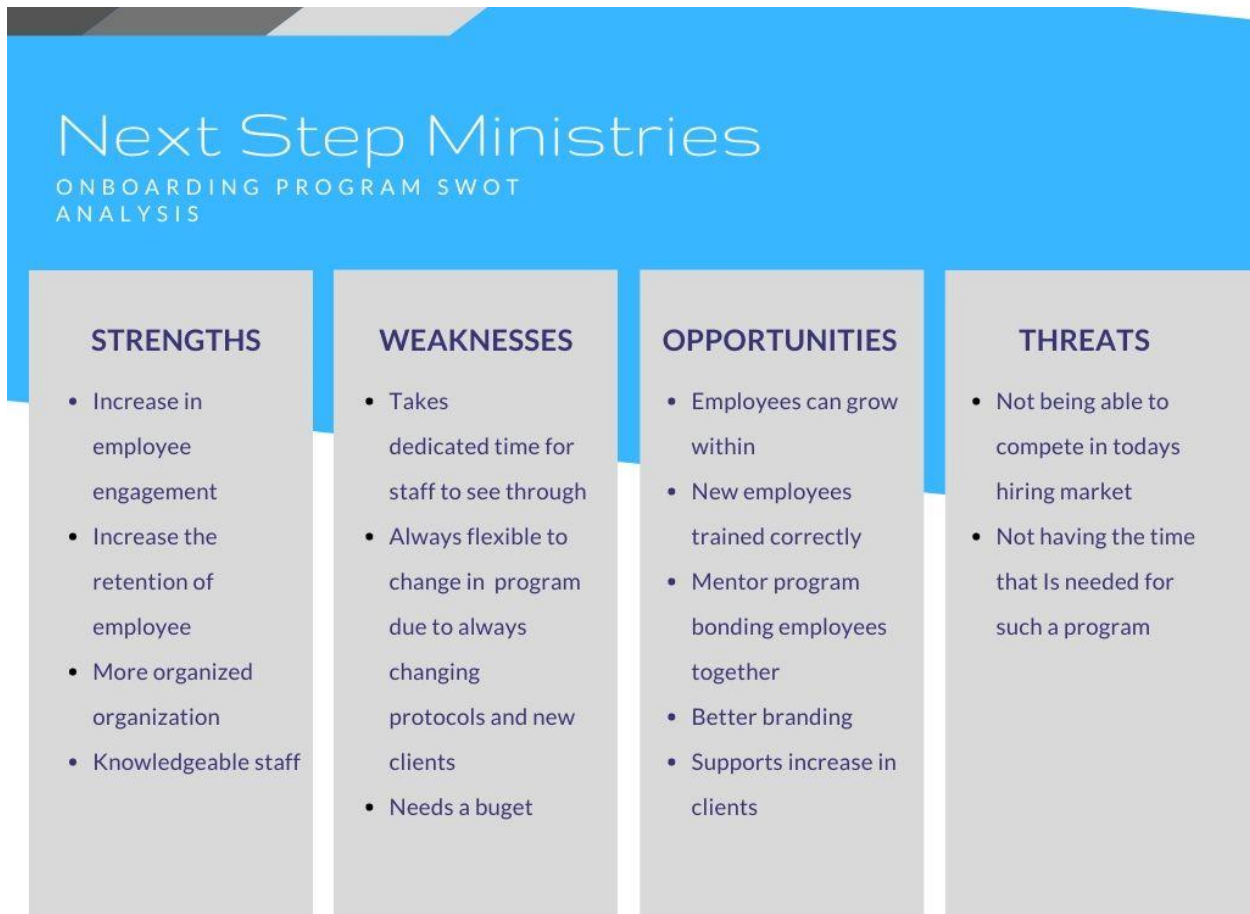 Next Step Ministries
ONBOARDING PROGRAM SWOT
ANALYSIS
STRENGTHS
• Increase in
employee
engagement
• Increase the
retention of
employee
• More organized
organization
• Knowledgeable staff
WEAKNESSES
• Takes
dedicated time for
staff to see through
• Always flexible to
change in  program
due to always
changing
protocols and new
clients
• Needs a buget
OPPORTUNITIES
• Employees can grow
within
• New employees
trained correctly
• Mentor program
bonding employees
together
• Better branding
• Supports increase in
clients
THREATS
• Not being able to
compete in todays
hiring market
• Not having the time
that Is needed for
such a program